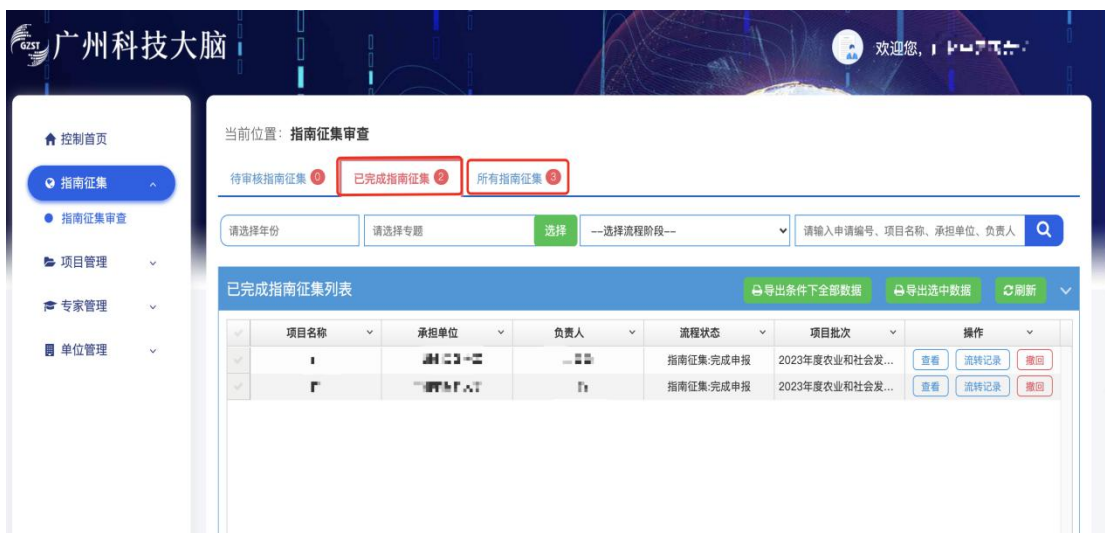 GZST 广州科技大脑
欢迎您,
控制首页
指南征集
指南征集审查
项目管理
专家管理
单位管理
当前位置：指南征集审查
待审核指南征集 0 已完成指南征集 2 所有指南征集 3
请选择年份 请选择专题 选择 --选择流程阶段-- 请输入申请编号、项目名称、承担单位、负责人
已完成指南征集列表 导出条件下全部数据 导出选中数据 刷新
项目名称 承担单位 负责人 流程状态 项目批次 操作
指南征集:完成申报 2023年度农业和社会发... 查看 流转记录 撤回
指南征集:完成申报 2023年度农业和社会发... 查看 流转记录 撤回